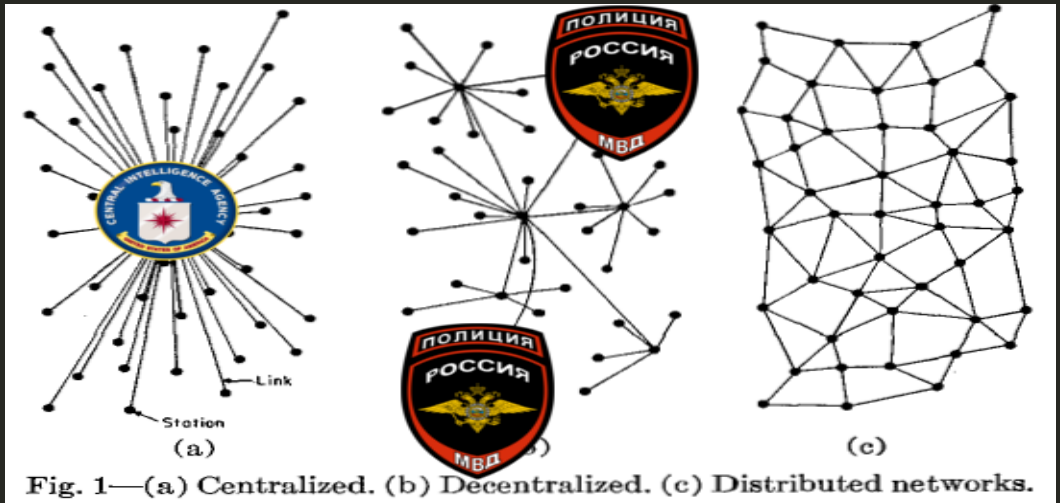 CENTRAL INTELLIGENCE AGENCY
UNITED STATES OF AMERICA
ПОЛИЦИЯ
РОССИЯ
МВД
ПОЛИЦИЯ
РОССИЯ
МВД
Link
Station
(a)
)
(c)
Fig. 1—(a) Centralized. (b) Decentralized. (c) Distributed networks.